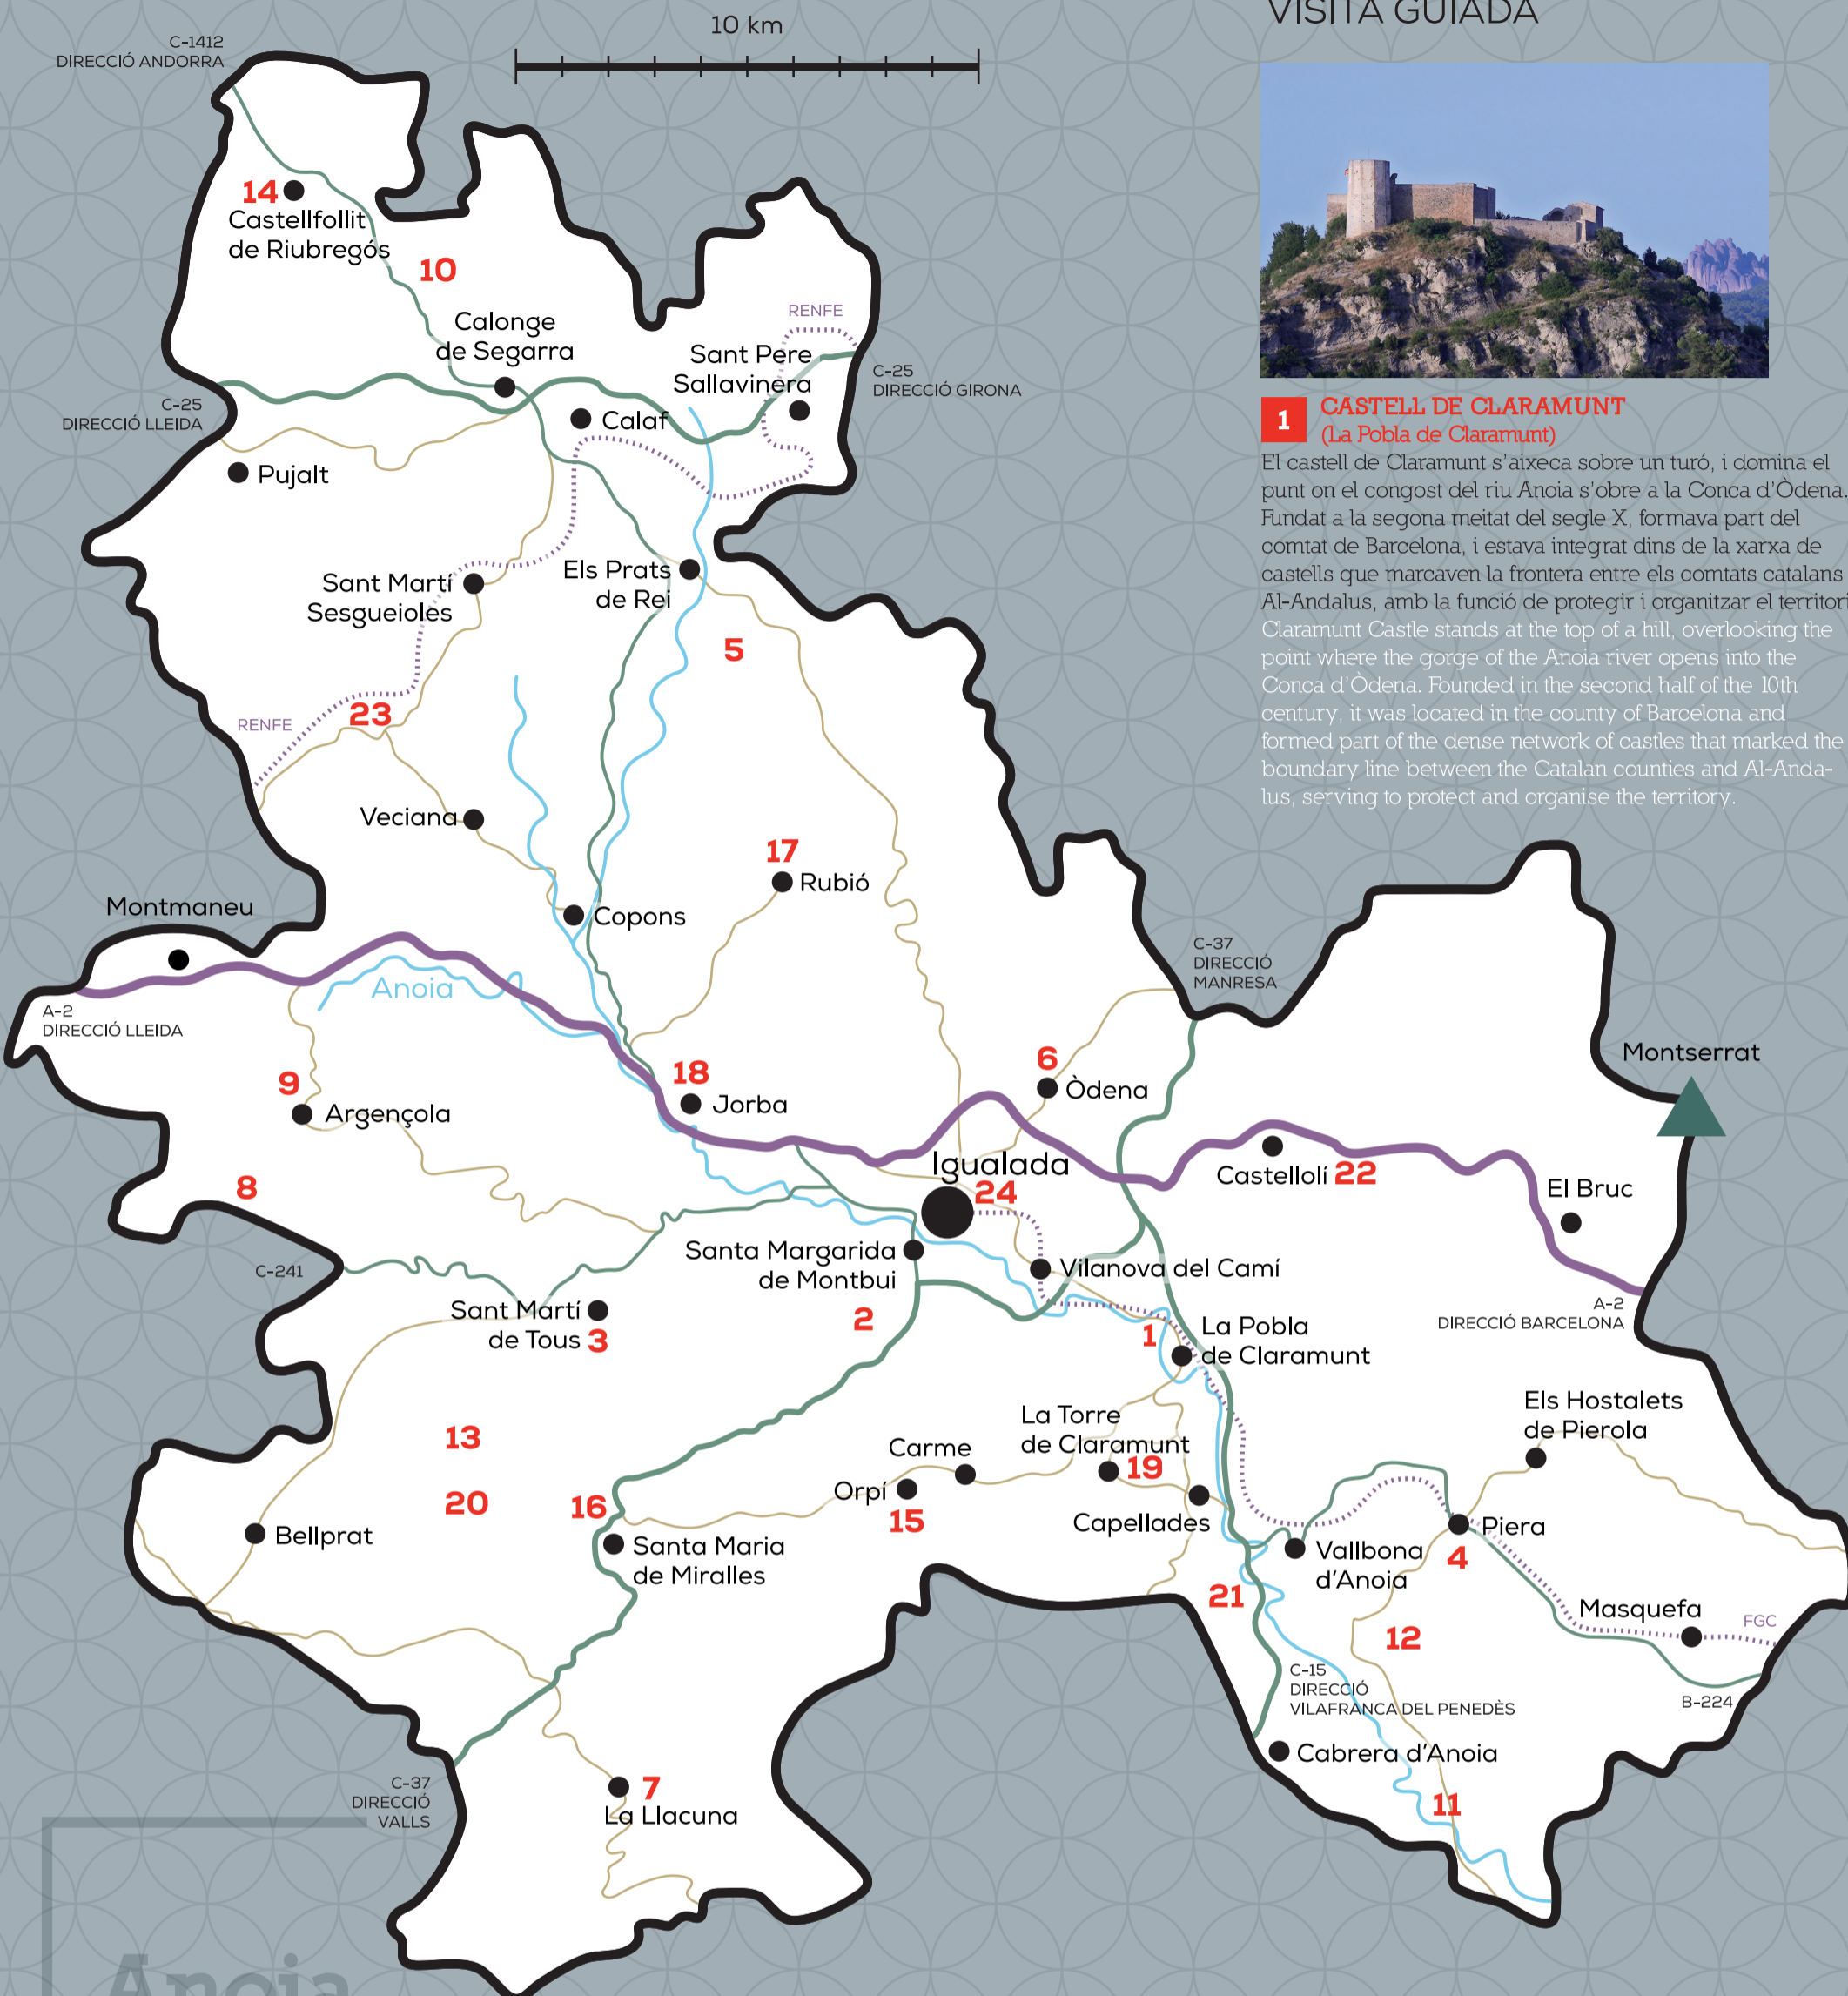 VISITA GUIADA
10 km
C-1412
DIRECCIÓ ANDORRA
14
Castellfollit
de Riubregós
10
Calonge
de Segarra
RENFE
Sant Pere
Sallavinera
C-25
DIRECCIÓ GIRONA
C-25
DIRECCIÓ LLEIDA
Calaf
Pujalt
1
CASTELL DE CLARAMUNT
(La Pobla de Claramunt)
El castell de Claramunt s'aixeca sobre un turó, i domina el
punt on el congost del riu Anoia s'obre a la Conca d'Òdena.
Fundat a la segona meitat del segle X, formava part del
comtat de Barcelona, i estava integrat dins de la xarxa de
castells que marcaven la frontera entre els comtats catalans
Al-Andalus, amb la funció de protegir i organitzar el territori
Claramunt Castle stands at the top of a hill, overlooking the
point where the gorge of the Anoia river opens into the
Conca d'Òdena. Founded in the second half of the 10th
century, it was located in the county of Barcelona and
formed part of the dense network of castles that marked the
boundary line between the Catalan counties and Al-Anda-
lus, serving to protect and organise the territory.
Sant Martí
Sesgueioles
Els Prats
de Rei
5
23
RENFE
Veciana
17
Rubió
Copons
Montmaneu
Anoia
A-2
DIRECCIÓ LLEIDA
C-37
DIRECCIÓ
MANRESA
Montserrat
9
Argençola
18
Jorba
6
Òdena
8
Igualada
24
Castellolí 22
El Bruc
C-241
Santa Margarida
de Montbui
2
Vilanova del Camí
Sant Martí
de Tous 3
1
La Pobla
de Claramunt
A-2
DIRECCIÓ BARCELONA
Els Hostalets
de Pierola
13
20
16
La Torre
de Claramunt
19
Carme
Orpí
15
Capellades
Bellprat
Santa Maria
de Miralles
Vallbona
d'Anoia
Piera
4
21
12
Masquefa
FGC
C-15
DIRECCIÓ
VILAFRANCA DEL PENEDÈS
B-224
Cabrera d'Anoia
11
C-37
DIRECCIÓ
VALLS
7
La Llacuna
Anoia